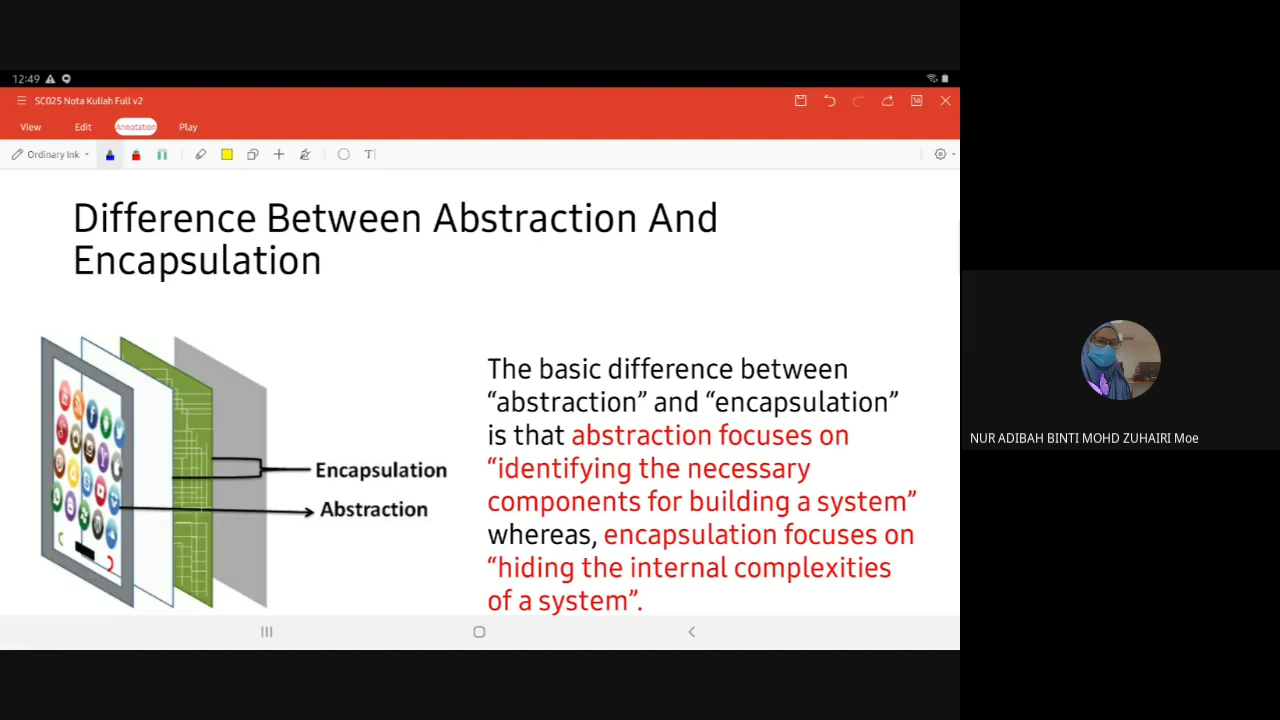 12:49
SC025 Nota Kuliah Full v2
View Edit Annotation Play
Ordinary Ink
Difference Between Abstraction And
Encapsulation
Encapsulation
Abstraction
The basic difference between
“abstraction” and “encapsulation”
is that abstraction focuses on
“identifying the necessary
components for building a system”
whereas, encapsulation focuses on
“hiding the internal complexities
of a system”.
NUR ADIBAH BINTI MOHD ZUHAIRI Moe